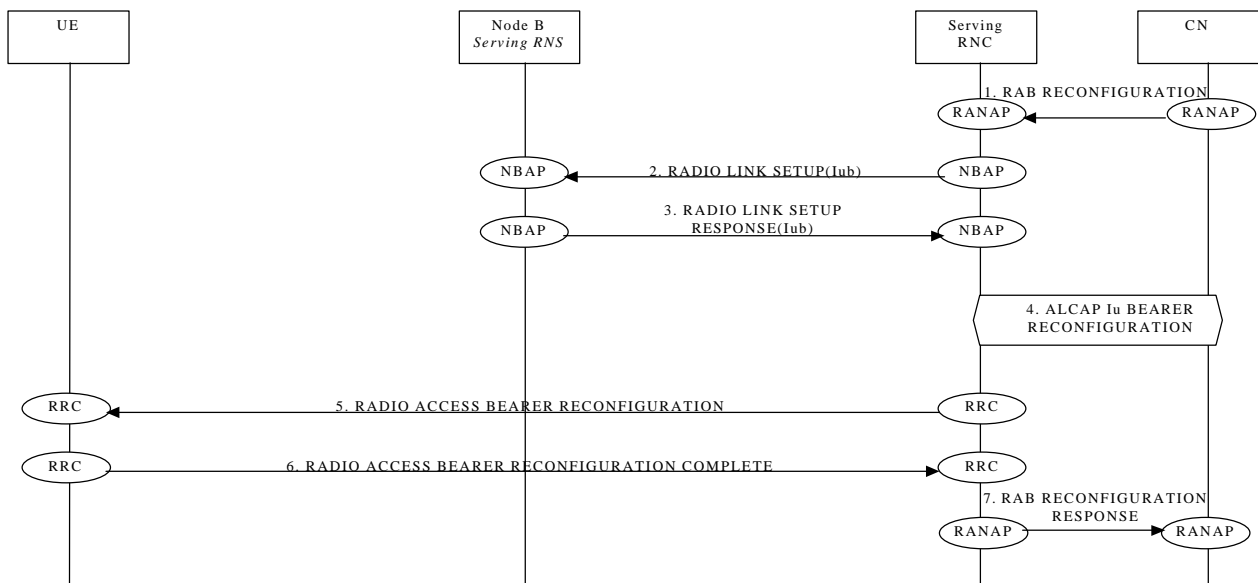 UE
Node B
Serving RNS
Serving
RNC
CN
1. RAB RECONFIGURATION
RANAP
RANAP
NBAP
2. RADIO LINK SETUP(Iub)
NBAP
NBAP
3. RADIO LINK SETUP
RESPONSE(Iub)
NBAP
4. ALCAP Iu BEARER
RECONFIGURATION
RRC
5. RADIO ACCESS BEARER RECONFIGURATION
RRC
RRC
6. RADIO ACCESS BEARER RECONFIGURATION COMPLETE
RRC
7. RAB RECONFIGURATION
RESPONSE
RANAP
RANAP